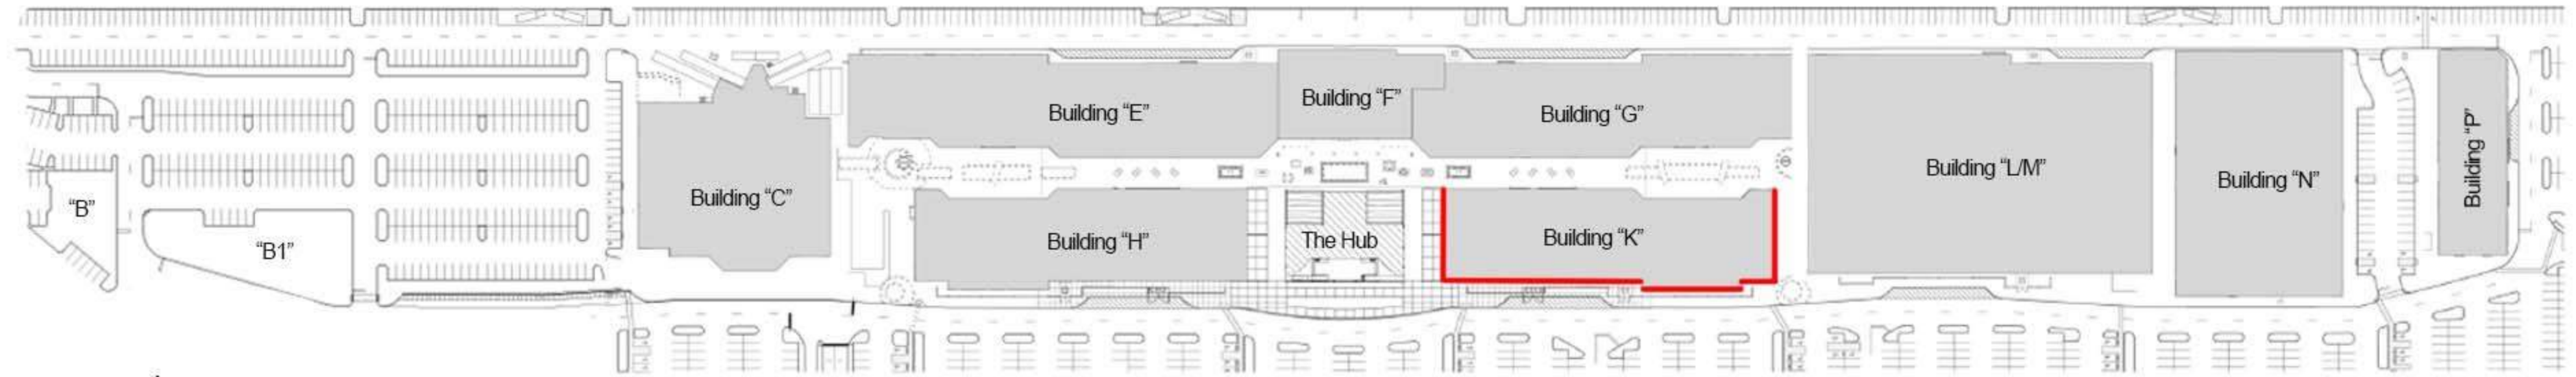 Building “E”
Building “F”
Building “G”
Building “C”
Building “L/M”
Building “N”
Building “P”
“B”
“B1”
Building “H”
The Hub
Building “K”